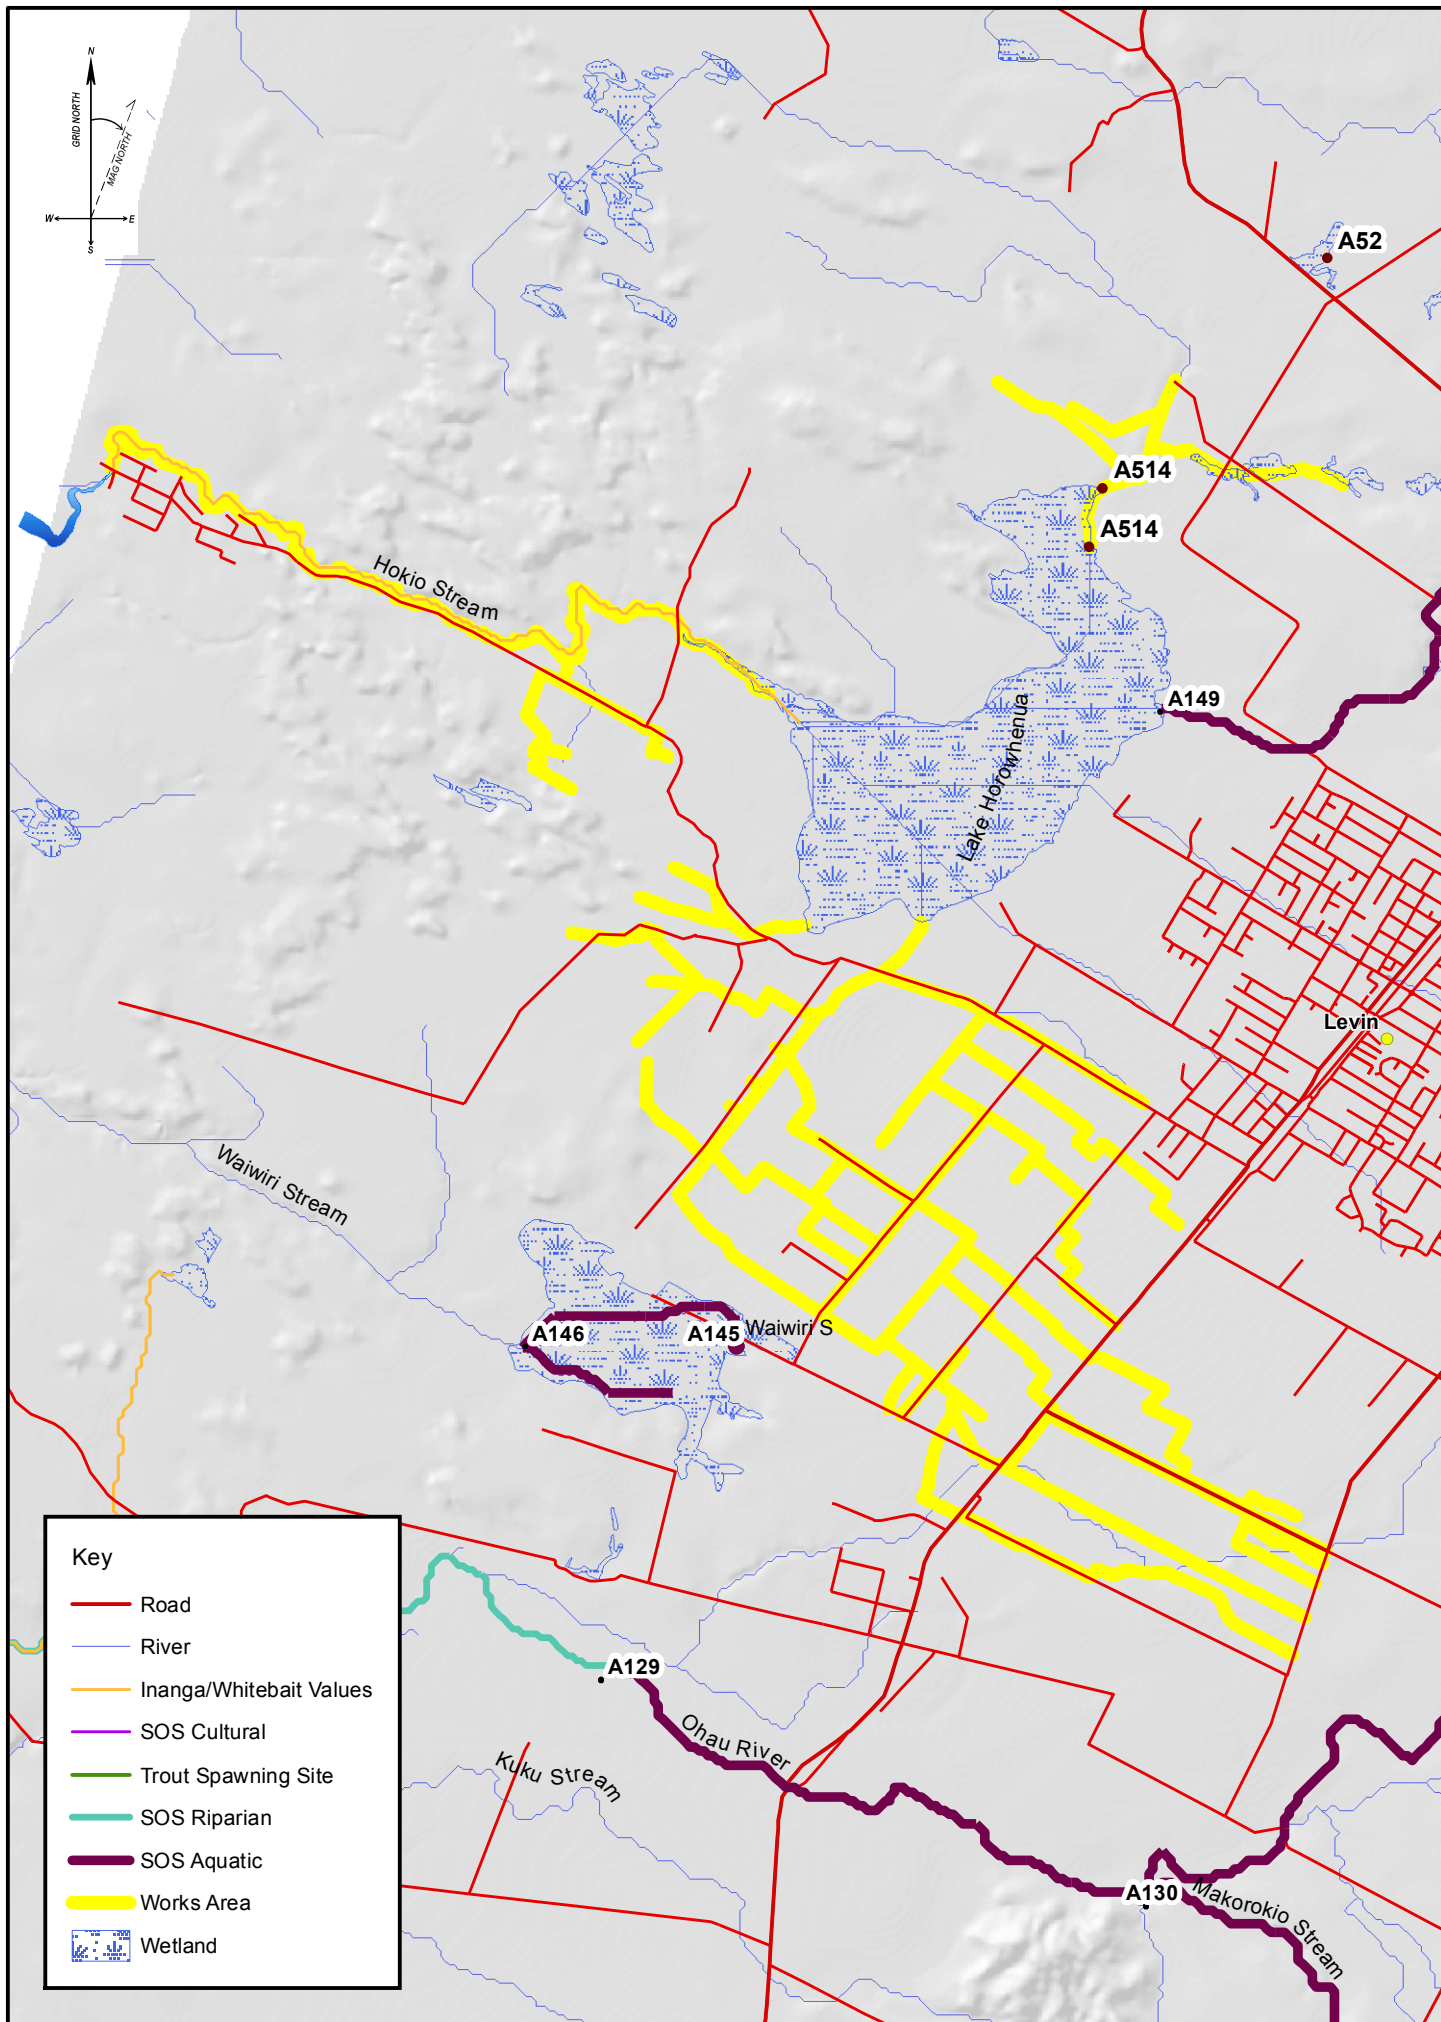 N
GRID NORTH
MAG NORTH
W
E
S
A52
A514
A514
Hokio Stream
A149
Lake Horowhenua
Levin
Waiwiri Stream
A146
A145
Waiwiri S
A129
Ohau River
Kuku Stream
A130
Makorokio Stream
Key
Road
River
Inanga/Whitebait Values
SOS Cultural
Trout Spawning Site
SOS Riparian
SOS Aquatic
Works Area
Wetland